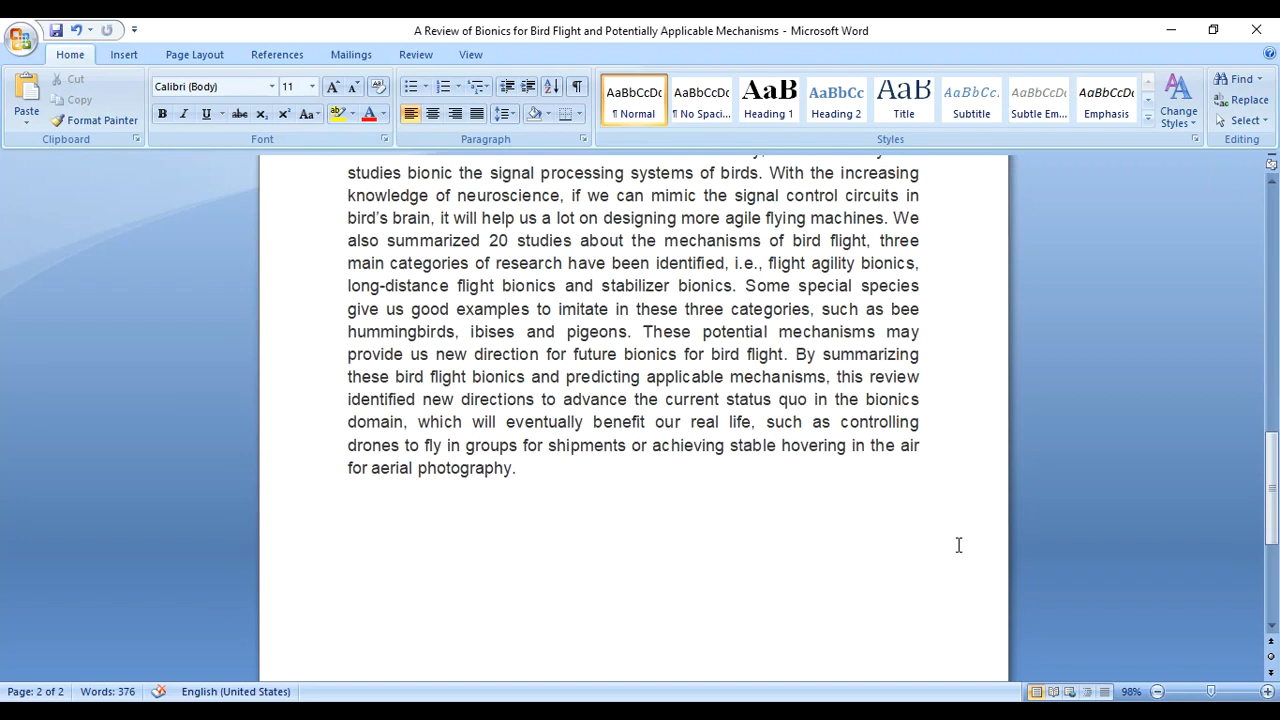 A Review of Bionics for Bird Flight and Potentially Applicable Mechanisms - Microsoft Word
Home Insert Page Layout References Mailings Review View
Paste
Cut
Copy
Format Painter
Clipboard
Calibri (Body) 11
B I U abc x₂ x² Aa
Font
Paragraph
AaBbCcDc AaBbCcDc AaB AaBbCc AaB AaBbCc. AaBbCcDc AaBbCcDc
¶ Normal ¶ No Spaci... Heading 1 Heading 2 Title Subtitle Subtle Em... Emphasis
Change Styles
Styles
Find
Replace
Select
Editing
studies bionic the signal processing systems of birds. With the increasing
knowledge of neuroscience, if we can mimic the signal control circuits in
bird’s brain, it will help us a lot on designing more agile flying machines. We
also summarized 20 studies about the mechanisms of bird flight, three
main categories of research have been identified, i.e., flight agility bionics,
long-distance flight bionics and stabilizer bionics. Some special species
give us good examples to imitate in these three categories, such as bee
hummingbirds, ibises and pigeons. These potential mechanisms may
provide us new direction for future bionics for bird flight. By summarizing
these bird flight bionics and predicting applicable mechanisms, this review
identified new directions to advance the current status quo in the bionics
domain, which will eventually benefit our real life, such as controlling
drones to fly in groups for shipments or achieving stable hovering in the air
for aerial photography.
Page: 2 of 2 Words: 376 English (United States) 98%